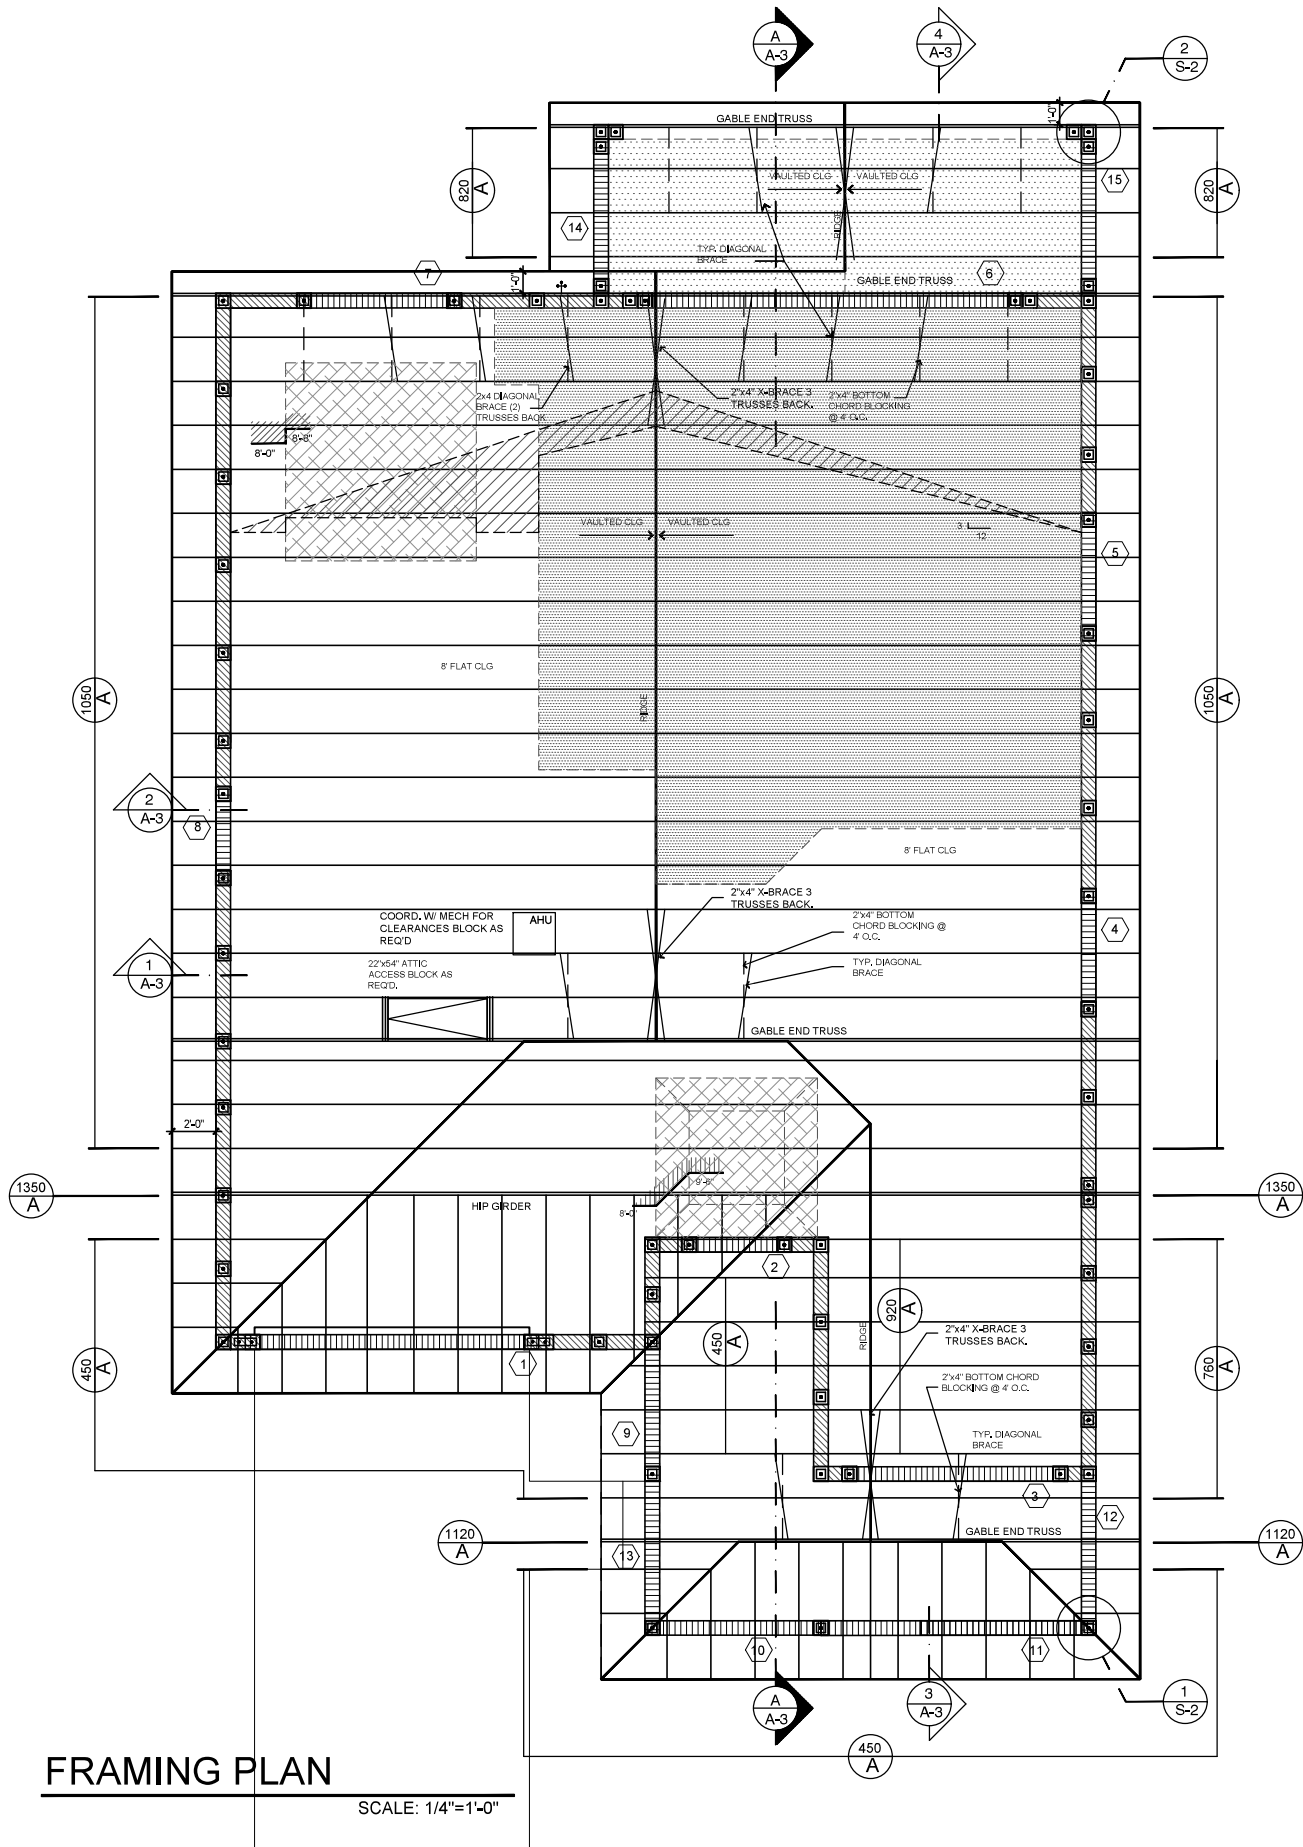 A
A-3
4
A-3
2
S-2
1'-0"
GABLE END TRUSS
820
A
VAULTED CLG
VAULTED CLG
15
820
A
14
RIDGE
TYP. DIAGONAL
BRACE
7
1'-0"
6
GABLE END TRUSS
2x4 DIAGONAL
BRACE (2)
TRUSSES BACK
2"x4" X-BRACE 3
TRUSSES BACK.
2"x4" BOTTOM
CHORD BLOCKING
@ 4' O.C.
8'-8"
8'-0"
VAULTED CLG
VAULTED CLG
3
12
5
8' FLAT CLG
1050
A
RIDGE
1050
A
2
A-3
8
8' FLAT CLG
2"x4" X-BRACE 3
TRUSSES BACK.
COORD. W/ MECH FOR
CLEARANCES BLOCK AS
REQ'D
AHU
2"x4" BOTTOM
CHORD BLOCKING @
4' O.C.
4
1
A-3
22"x54" ATTIC
ACCESS BLOCK AS
REQ'D.
TYP. DIAGONAL
BRACE
GABLE END TRUSS
2'-0"
1350
A
9'-6"
8'-0"
HIP GIRDER
1350
A
2
920
A
450
A
RIDGE
2"x4" X-BRACE 3
TRUSSES BACK.
450
A
1
760
A
2"x4" BOTTOM CHORD
BLOCKING @ 4' O.C.
9
TYP. DIAGONAL
BRACE
3
12
1120
A
GABLE END TRUSS
1120
A
13
10
11
A
A-3
3
A-3
1
S-2
450
A
FRAMING PLAN
SCALE: 1/4"=1'-0"